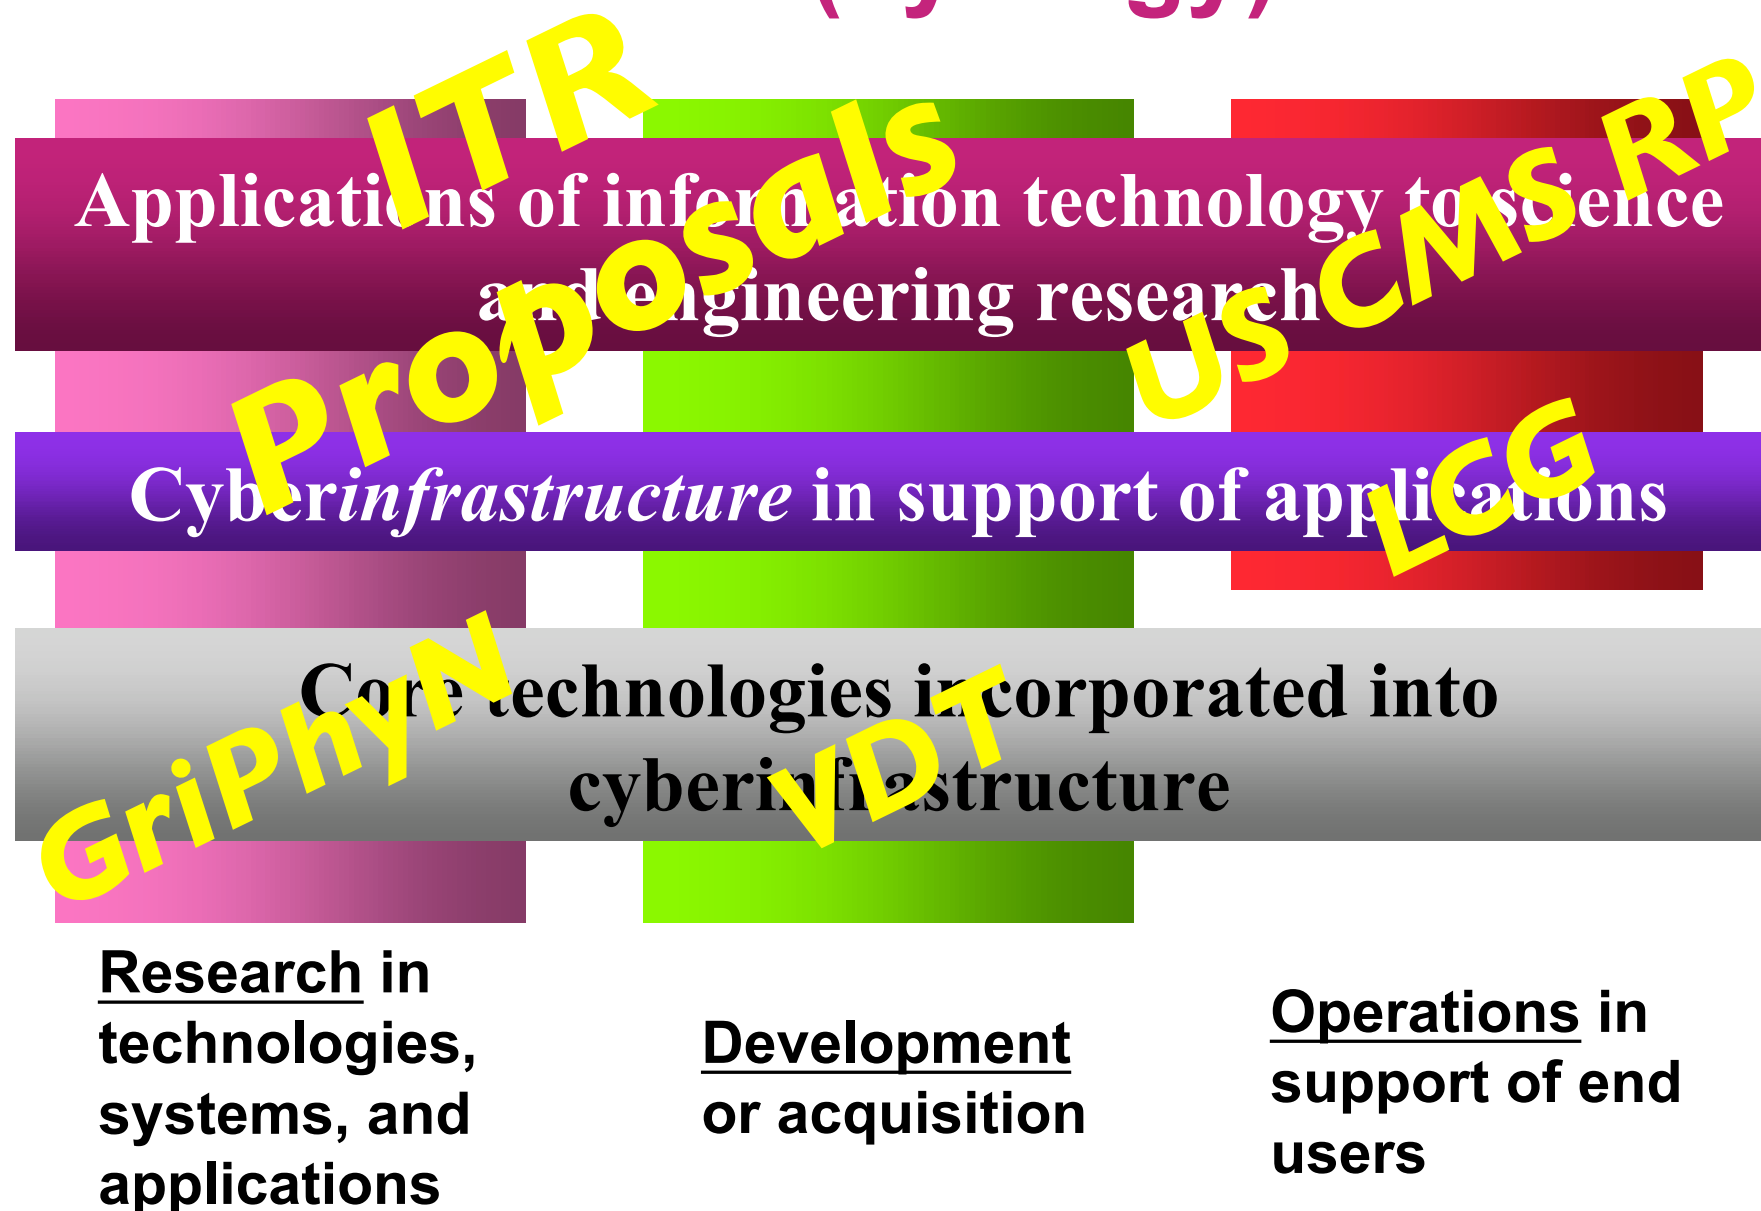 ITR
Proposals
US CMS RP
Applications of information technology to science
and engineering research
LCG
Cyberinfrastructure in support of applications
GriPhyN
VDT
Core technologies incorporated into
cyberinfrastructure
Research in
technologies,
systems, and
applications
Development
or acquisition
Operations in
support of end
users